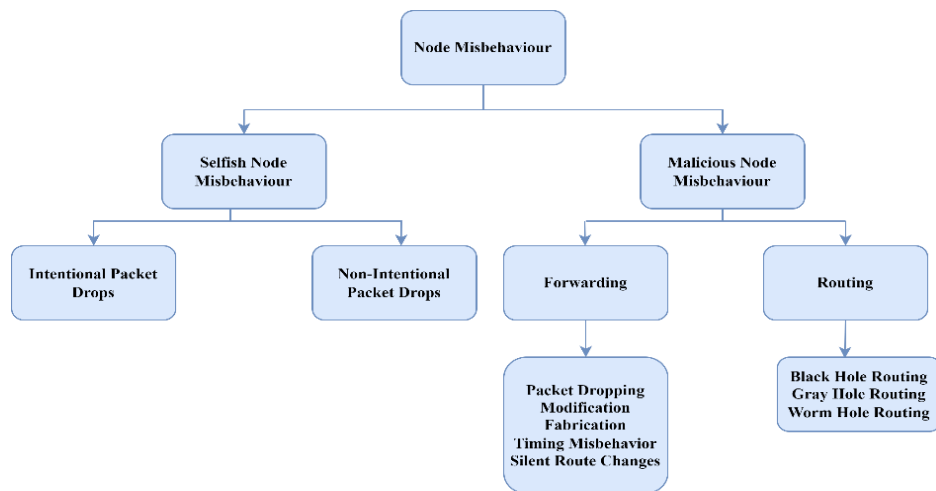 Node Misbehaviour
Selfish Node
Misbehaviour
Malicious Node
Misbehaviour
Intentional Packet
Drops
Non-Intentional
Packet Drops
Forwarding
Routing
Packet Dropping
Modification
Fabrication
Timing Misbehavior
Silent Route Changes
Black Hole Routing
Gray Hole Routing
Worm Hole Routing